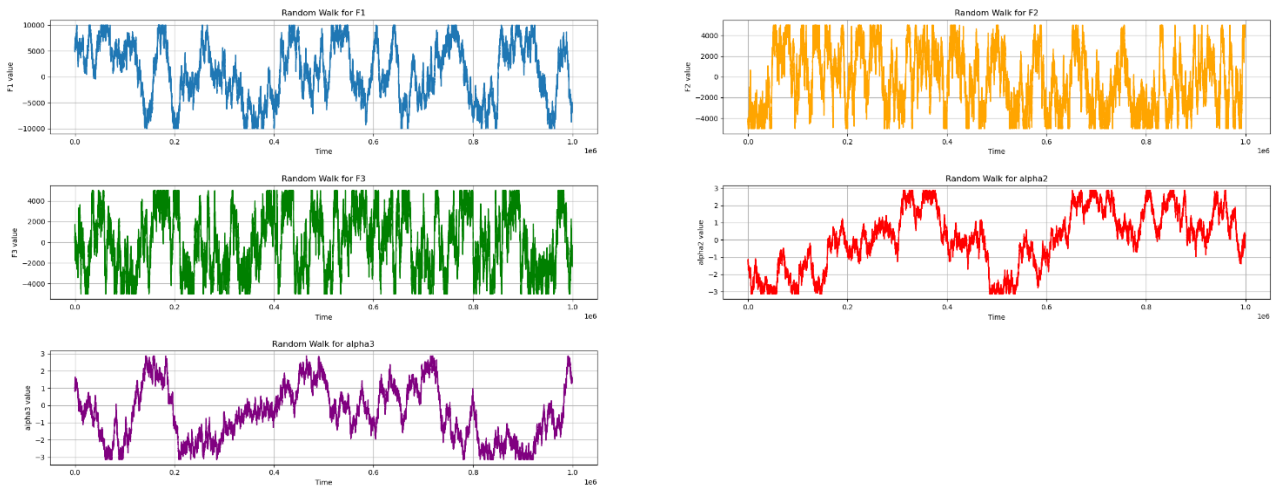 Random Walk for F1
F1 value
10000
5000
0
−5000
−10000
0.0 0.2 0.4 0.6 0.8 1.0
1e6
Time
Random Walk for F2
F2 value
4000
2000
0
−2000
−4000
0.0 0.2 0.4 0.6 0.8 1.0
1e6
Time
Random Walk for F3
F3 value
4000
2000
0
−2000
−4000
0.0 0.2 0.4 0.6 0.8 1.0
1e6
Time
Random Walk for alpha2
alpha2 value
3
2
1
0
−1
−2
−3
0.0 0.2 0.4 0.6 0.8 1.0
1e6
Time
Random Walk for alpha3
alpha3 value
3
2
1
0
−1
−2
−3
0.0 0.2 0.4 0.6 0.8 1.0
1e6
Time